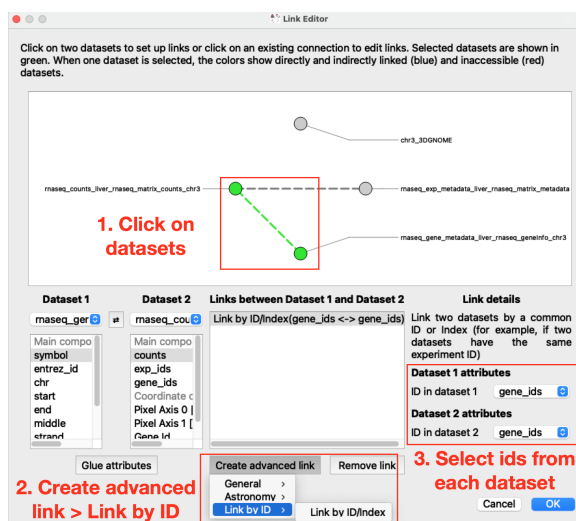 Link Editor
Click on two datasets to set up links or click on an existing connection to edit links. Selected datasets are shown in
green. When one dataset is selected, the colors show directly and indirectly linked (blue) and inaccessible (red)
datasets.
chr3_3DGNOME
rnaseq_counts_liver_rnaseq_matrix_counts_chr3
rnaseq_exp_metadata_liver_rnaseq_matrix_metadata
1. Click on
datasets
rnaseq_gene_metadata_liver_rnaseq_geneInfo_chr3
Dataset 1
Dataset 2
Links between Dataset 1 and Dataset 2
Link details
rnaseq_ger
rnaseq_cou
Link by ID/Index(gene_ids <-> gene_ids)
Link two datasets by a common
ID or Index (for example, if two
datasets have the same
experiment ID)
Main compo
symbol
entrez_id
chr
start
end
middle
strand
Main compo
counts
exp_ids
gene_ids
Coordinate c
Pixel Axis 0 [
Pixel Axis 1 [
Gene Id
Dataset 1 attributes
ID in dataset 1 gene_ids
Dataset 2 attributes
ID in dataset 2 gene_ids
Glue attributes
Create advanced link
Remove link
3. Select ids from
each dataset
2. Create advanced
link > Link by ID
General >
Astronomy >
Link by ID >
Link by ID/Index
Cancel
OK